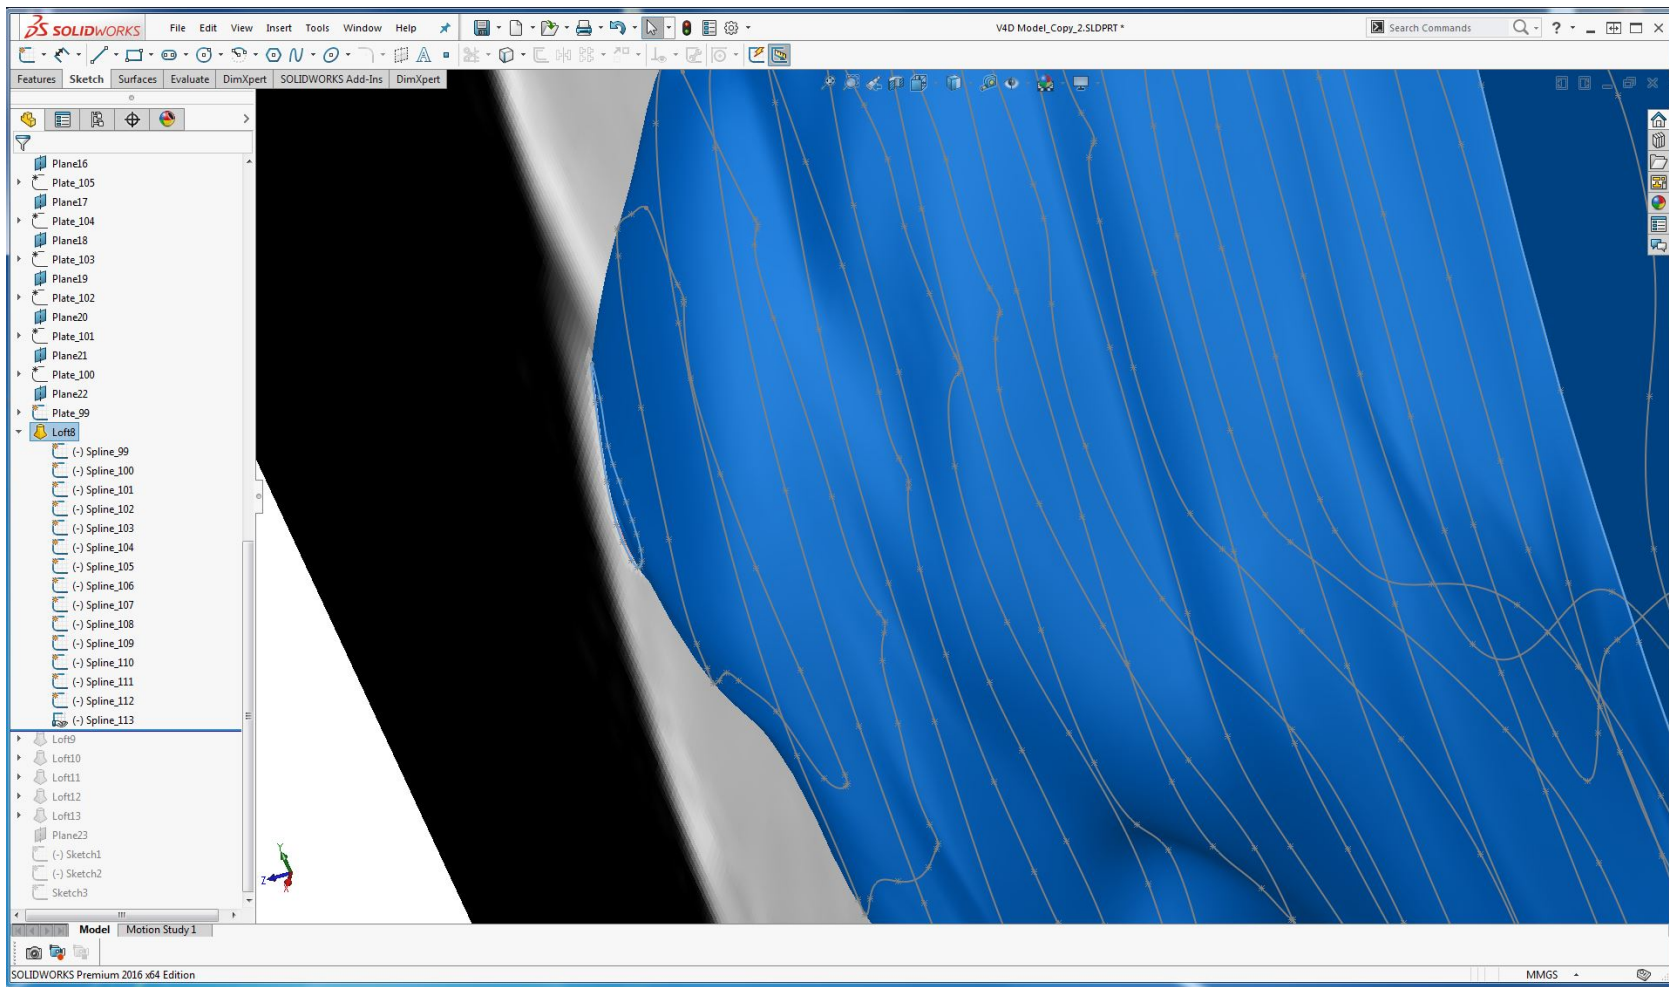 SOLIDWORKS File Edit View Insert Tools Window Help V4D Model_Copy_2.SLDPRT * Search Commands ?
Features Sketch Surfaces Evaluate DimXpert SOLIDWORKS Add-Ins DimXpert
Plane16
Plate_105
Plane17
Plate_104
Plane18
Plate_103
Plane19
Plate_102
Plane20
Plate_101
Plane21
Plate_100
Plane22
Plate_99
Loft8
(-) Spline_99
(-) Spline_100
(-) Spline_101
(-) Spline_102
(-) Spline_103
(-) Spline_104
(-) Spline_105
(-) Spline_106
(-) Spline_107
(-) Spline_108
(-) Spline_109
(-) Spline_110
(-) Spline_111
(-) Spline_112
(-) Spline_113
Loft9
Loft10
Loft11
Loft12
Loft13
Plane23
(-) Sketch1
(-) Sketch2
Sketch3
Y
Z
X
Model Motion Study 1
SOLIDWORKS Premium 2016 x64 Edition MMGS